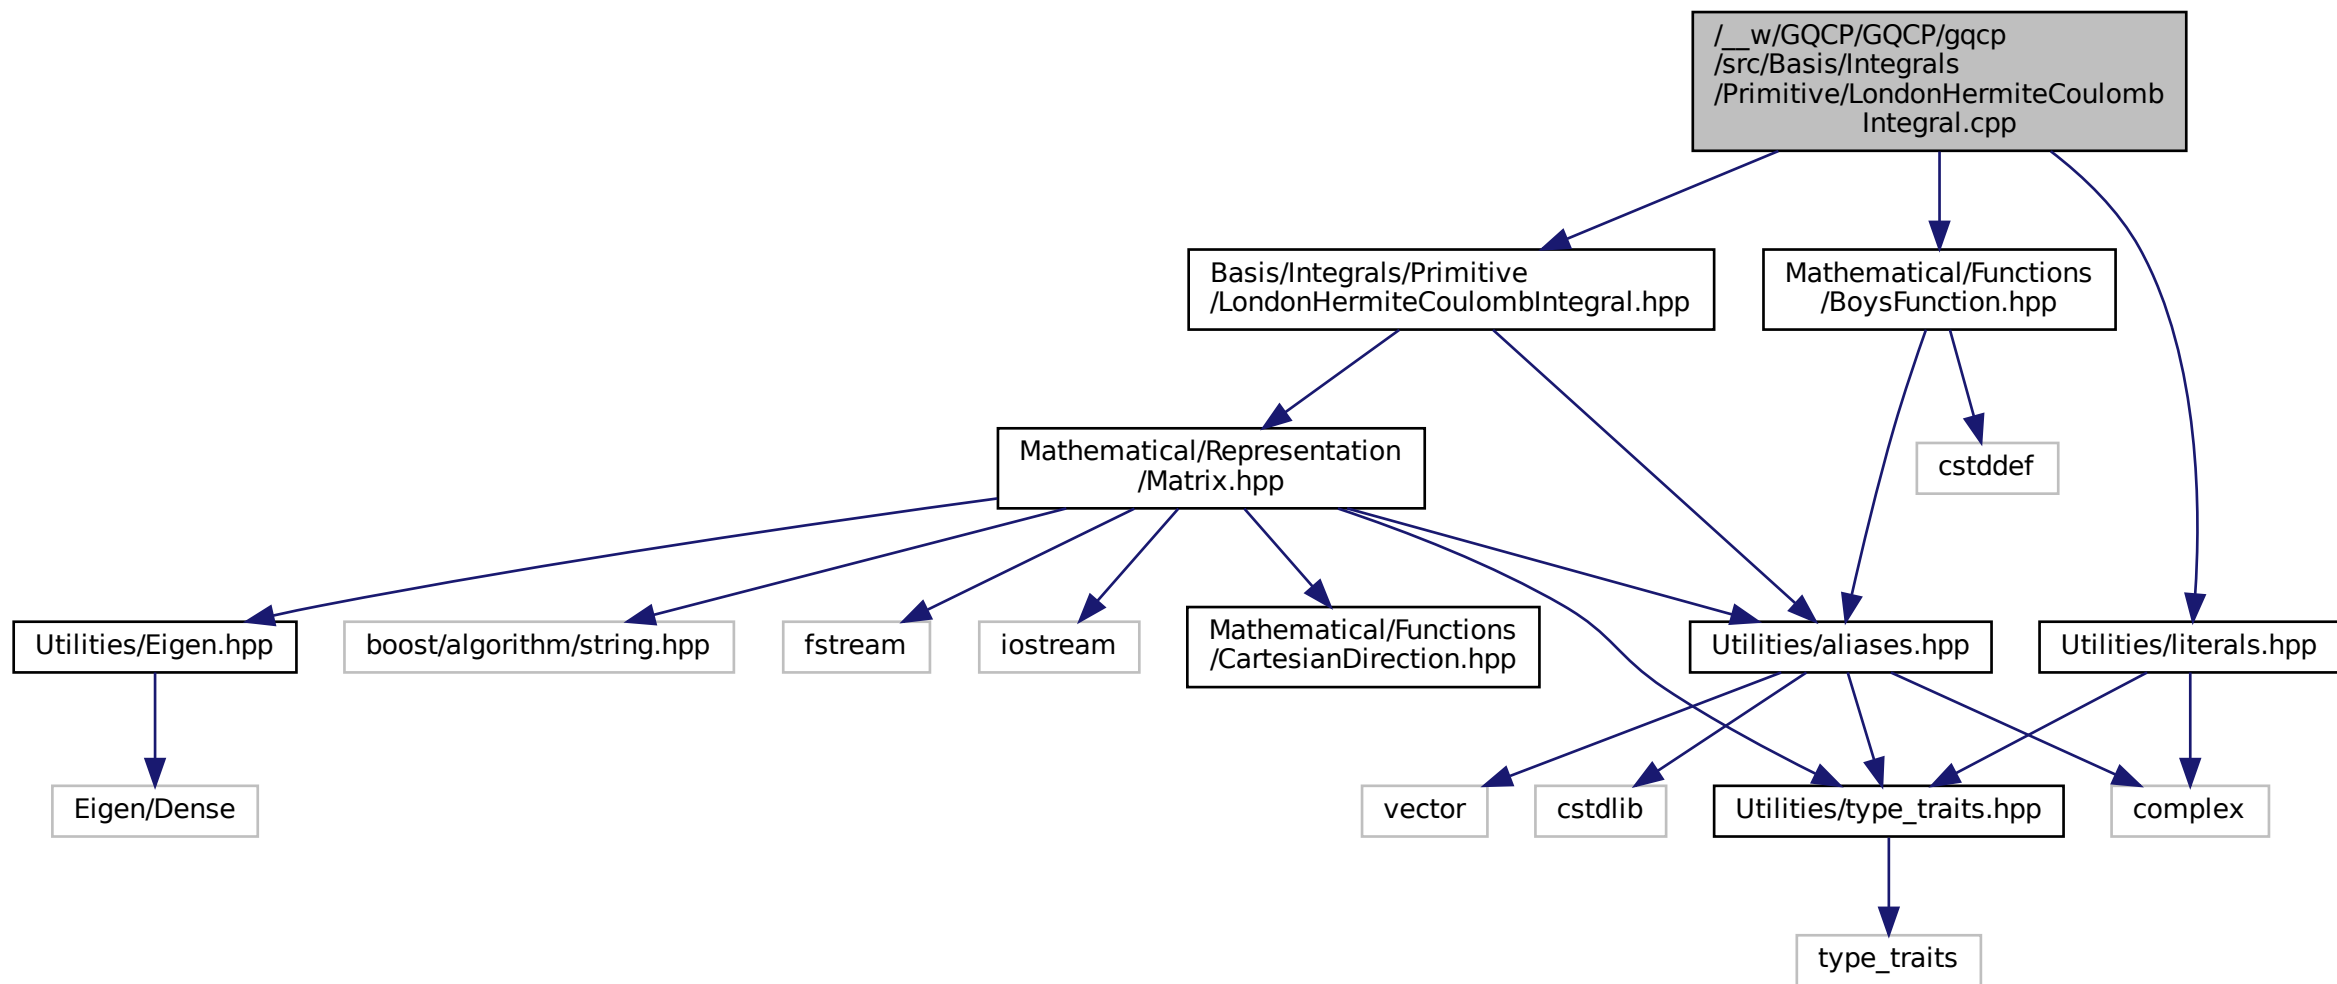 /__w/GQCP/GQCP/gqcp
/src/Basis/Integrals
/Primitive/LondonHermiteCoulomb
Integral.cpp
Basis/Integrals/Primitive
/LondonHermiteCoulombIntegral.hpp
Mathematical/Functions
/BoysFunction.hpp
Mathematical/Representation
/Matrix.hpp
cstddef
Utilities/Eigen.hpp
boost/algorithm/string.hpp
fstream
iostream
Mathematical/Functions
/CartesianDirection.hpp
Utilities/aliases.hpp
Utilities/literals.hpp
Eigen/Dense
vector
cstdlib
Utilities/type_traits.hpp
complex
type_traits